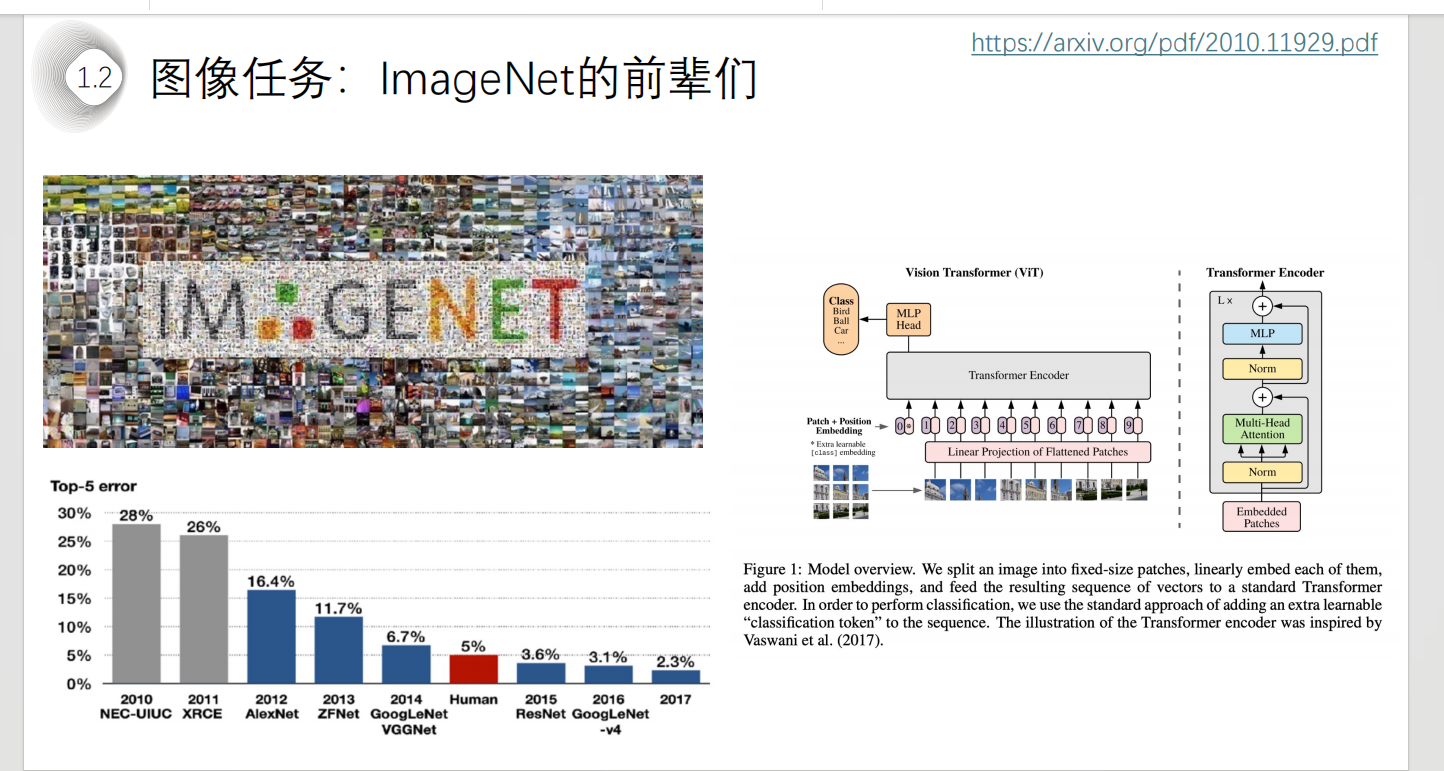 1.2
图像任务：ImageNet的前辈们
https://arxiv.org/pdf/2010.11929.pdf
IM GENET
Top-5 error
30%
25%
20%
15%
10%
5%
0%
28%
26%
16.4%
11.7%
6.7%
5%
3.6%
3.1%
2.3%
2010
NEC-UIUC
2011
XRCE
2012
AlexNet
2013
ZFNet
2014
GoogLeNet
VGGNet
Human
2015
ResNet
2016
GoogLeNet
-v4
2017
Vision Transformer (ViT)
Class
Bird
Ball
Car
...
MLP
Head
Transformer Encoder
Patch + Position
Embedding
* Extra learnable
[class] embedding
0 * 1 2 3 4 5 6 7 8 9
Linear Projection of Flattened Patches
Transformer Encoder
L x
+
MLP
Norm
+
Multi-Head
Attention
Norm
Embedded
Patches
Figure 1: Model overview. We split an image into fixed-size patches, linearly embed each of them,
add position embeddings, and feed the resulting sequence of vectors to a standard Transformer
encoder. In order to perform classification, we use the standard approach of adding an extra learnable
“classification token” to the sequence. The illustration of the Transformer encoder was inspired by
Vaswani et al. (2017).